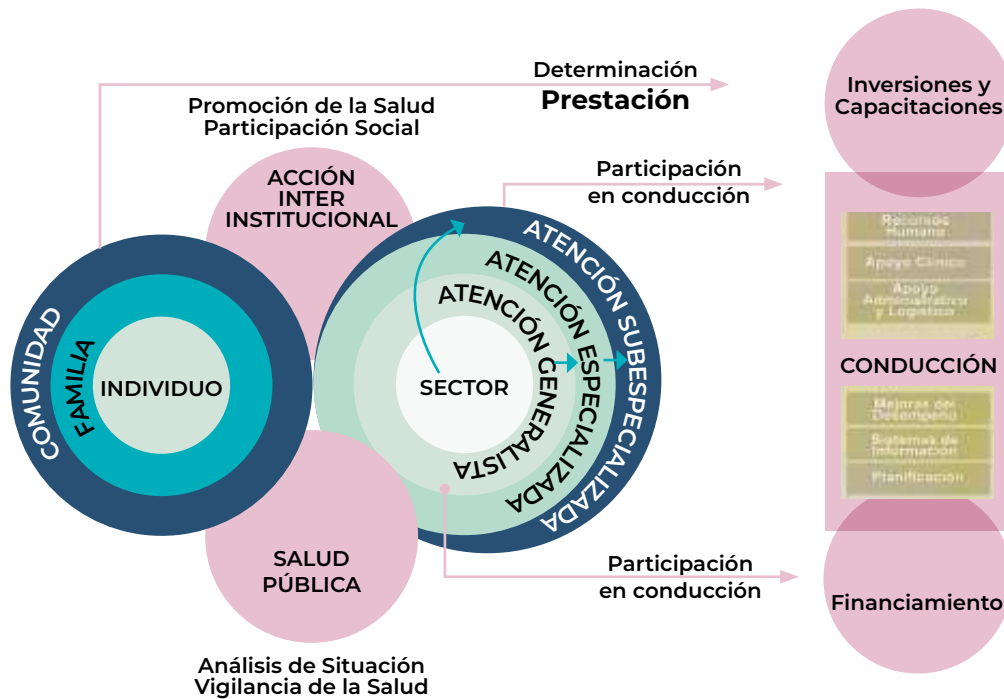 Determinación
Prestación
Promoción de la Salud
Participación Social
Inversiones y
Capacitaciones
ACCIÓN
INTER
INSTITUCIONAL
Participación
en conducción
COMUNIDAD
FAMILIA
INDIVIDUO
SECTOR
ATENCIÓN GENERALISTA
ATENCIÓN ESPECIALIZADA
ATENCIÓN SUBESPECIALIZADA
Recursos
Humano
Apoyo Clínico
Apoyo
Administrativo
y Logístico
CONDUCCIÓN
Mejoras del
Desempeño
Sistemas de
Información
Planificación
SALUD
PÚBLICA
Participación
en conducción
Financiamiento
Análisis de Situación
Vigilancia de la Salud